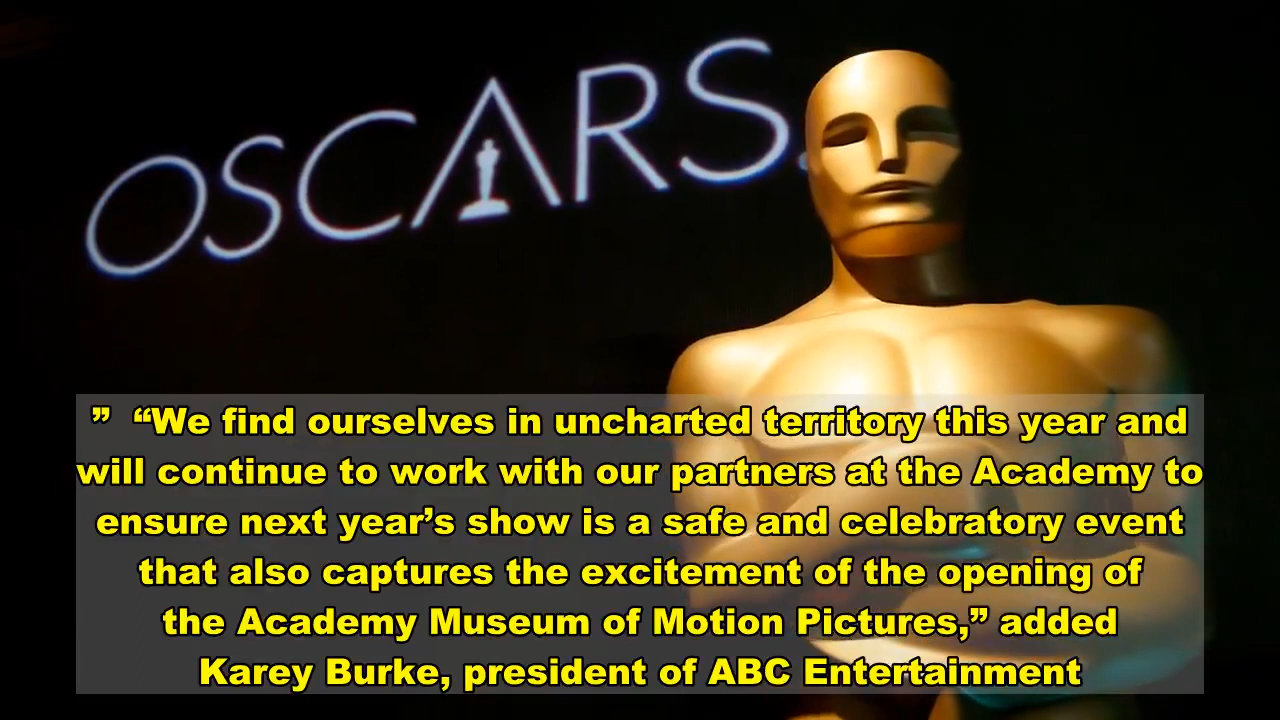 OSCARS.
”  “We find ourselves in uncharted territory this year and
will continue to work with our partners at the Academy to
ensure next year’s show is a safe and celebratory event
that also captures the excitement of the opening of
the Academy Museum of Motion Pictures,” added
Karey Burke, president of ABC Entertainment